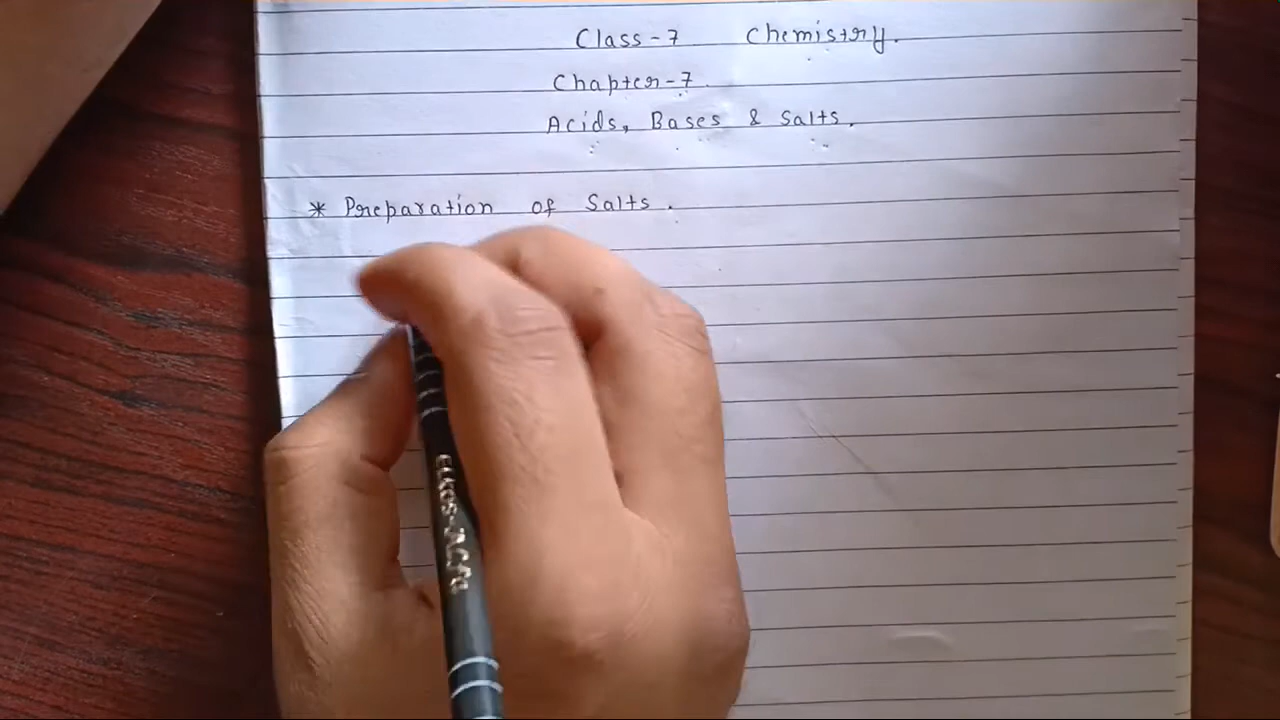 Class-7 Chemistry.
Chapter-7
Acids, Bases & Salts.
* Preparation of Salts.